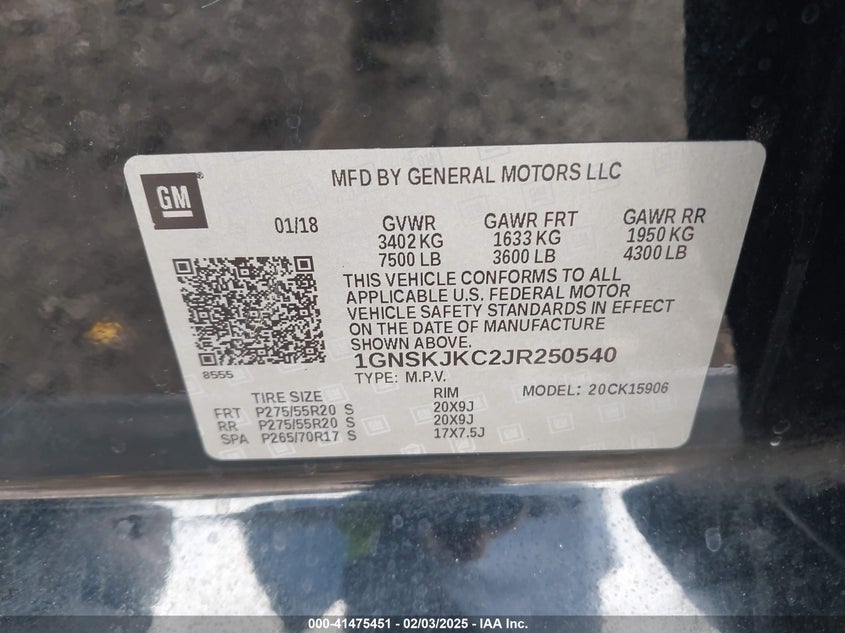 MFD BY GENERAL MOTORS LLC
GM®
01/18
GVWR
3402 KG
7500 LB
GAWR FRT
1633 KG
3600 LB
GAWR RR
1950 KG
4300 LB
THIS VEHICLE CONFORMS TO ALL
APPLICABLE U.S. FEDERAL MOTOR
VEHICLE SAFETY STANDARDS IN EFFECT
ON THE DATE OF MANUFACTURE
SHOWN ABOVE.
8555
1GNSKJKC2JR250540
TYPE: M.P.V.
MODEL: 20CK15906
TIRE SIZE RIM
FRT P275/55R20 S 20X9J
RR P275/55R20 S 20X9J
SPA P265/70R17 S 17X7.5J
000-41475451 - 02/03/2025 - IAA Inc.